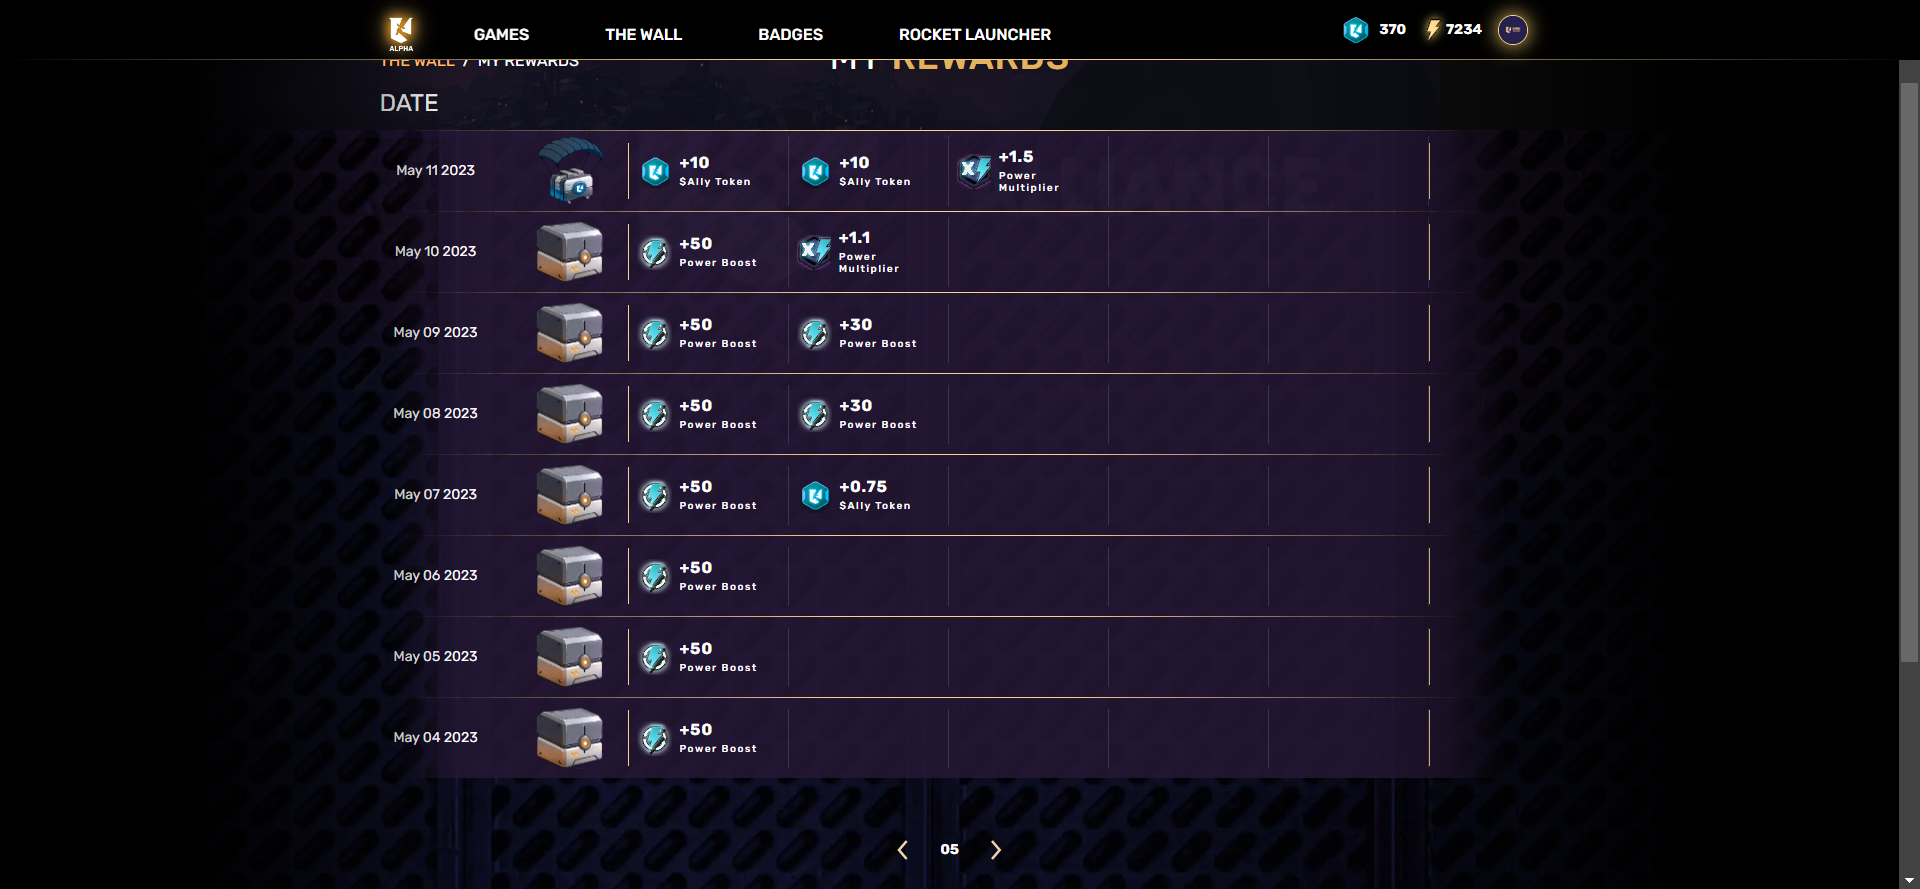 ALPHA
GAMES
THE WALL
BADGES
ROCKET LAUNCHER
370
7234
THE WALL / MY REWARDS
MY REWARDS
DATE
May 11 2023
+10
$Ally Token
+10
$Ally Token
+1.5
Power
Multiplier
May 10 2023
+50
Power Boost
+1.1
Power
Multiplier
May 09 2023
+50
Power Boost
+30
Power Boost
May 08 2023
+50
Power Boost
+30
Power Boost
May 07 2023
+50
Power Boost
+0.75
$Ally Token
May 06 2023
+50
Power Boost
May 05 2023
+50
Power Boost
May 04 2023
+50
Power Boost
05